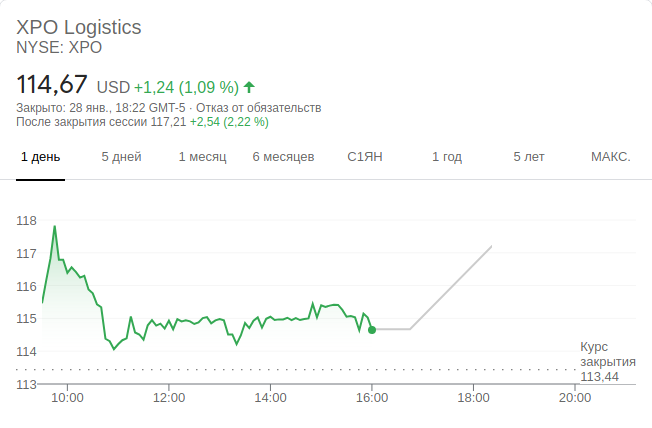 XPO Logistics
NYSE: XPO
114,67 USD +1,24 (1,09 %)
Закрыто: 28 янв., 18:22 GMT-5 · Отказ от обязательств
После закрытия сессии 117,21 +2,54 (2,22 %)
1 день 5 дней 1 месяц 6 месяцев С1ЯН 1 год 5 лет МАКС.
118
117
116
115
114
113
Курс
закрытия
113,44
10:00 12:00 14:00 16:00 18:00 20:00